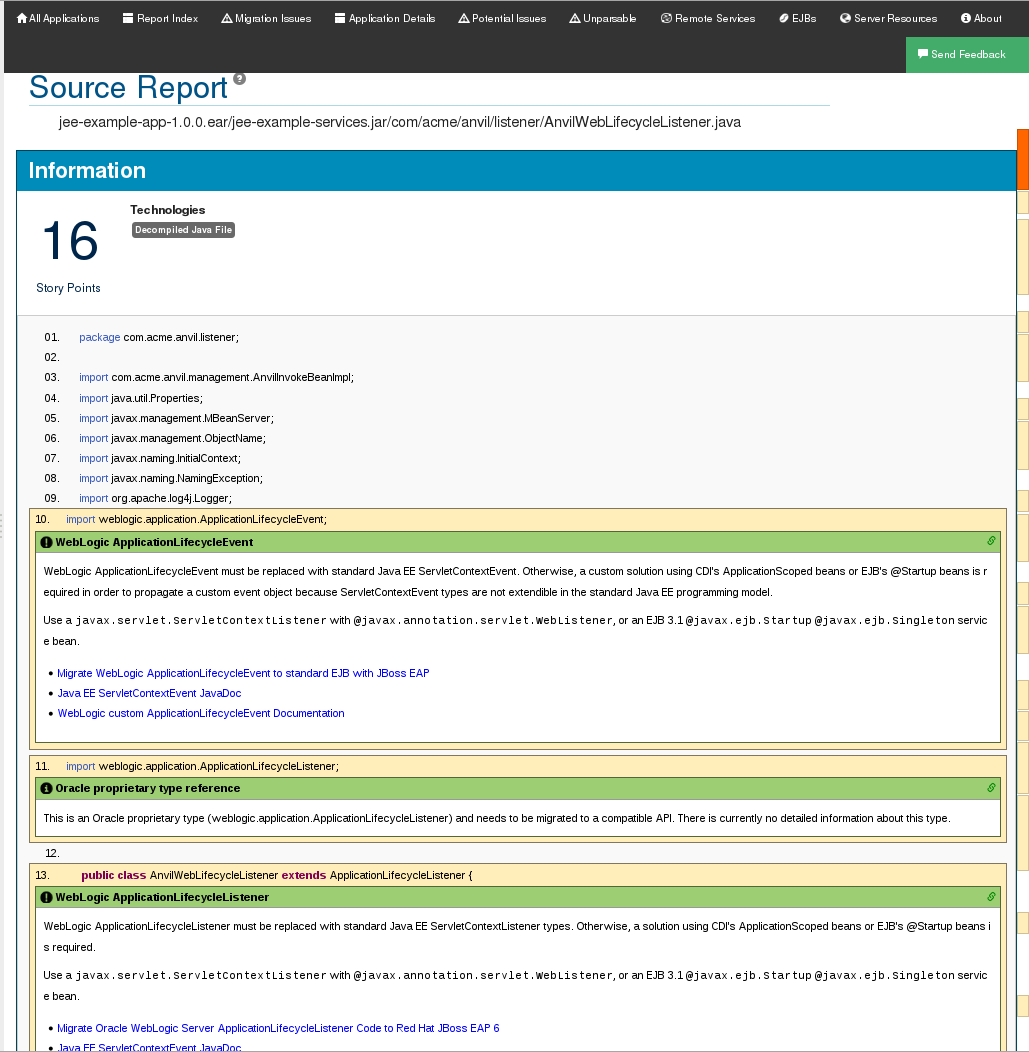 All Applications Report Index Migration Issues Application Details Potential Issues Unparsable Remote Services EJBs Server Resources About
Send Feedback
Source Report ?
jee-example-app-1.0.0.ear/jee-example-services.jar/com/acme/anvil/listener/AnvilWebLifecycleListener.java
Information
16
Story Points
Technologies
Decompiled Java File
01. package com.acme.anvil.listener;
02.
03. import com.acme.anvil.management.AnvilInvokeBeanImpl;
04. import java.util.Properties;
05. import javax.management.MBeanServer;
06. import javax.management.ObjectName;
07. import javax.naming.InitialContext;
08. import javax.naming.NamingException;
09. import org.apache.log4j.Logger;
10. import weblogic.application.ApplicationLifecycleEvent;
WebLogic ApplicationLifecycleEvent
WebLogic ApplicationLifecycleEvent must be replaced with standard Java EE ServletContextEvent. Otherwise, a custom solution using CDI's ApplicationScoped beans or EJB's @Startup beans is r
equired in order to propagate a custom event object because ServletContextEvent types are not extendible in the standard Java EE programming model.
Use a javax.servlet.ServletContextListener with @javax.annotation.servlet.WebListener, or an EJB 3.1 @javax.ejb.Startup @javax.ejb.Singleton servic
e bean.
• Migrate WebLogic ApplicationLifecycleEvent to standard EJB with JBoss EAP
• Java EE ServletContextEvent JavaDoc
• WebLogic custom ApplicationLifecycleEvent Documentation
11. import weblogic.application.ApplicationLifecycleListener;
Oracle proprietary type reference
This is an Oracle proprietary type (weblogic.application.ApplicationLifecycleListener) and needs to be migrated to a compatible API. There is currently no detailed information about this type.
12.
13. public class AnvilWebLifecycleListener extends ApplicationLifecycleListener {
WebLogic ApplicationLifecycleListener
WebLogic ApplicationLifecycleListener must be replaced with standard Java EE ServletContextListener types. Otherwise, a solution using CDI's ApplicationScoped beans or EJB's @Startup beans i
s required.
Use a javax.servlet.ServletContextListener with @javax.annotation.servlet.WebListener, or an EJB 3.1 @javax.ejb.Startup @javax.ejb.Singleton servic
e bean.
• Migrate Oracle WebLogic Server ApplicationLifecycleListener Code to Red Hat JBoss EAP 6
• Java EE ServletContextEvent JavaDoc